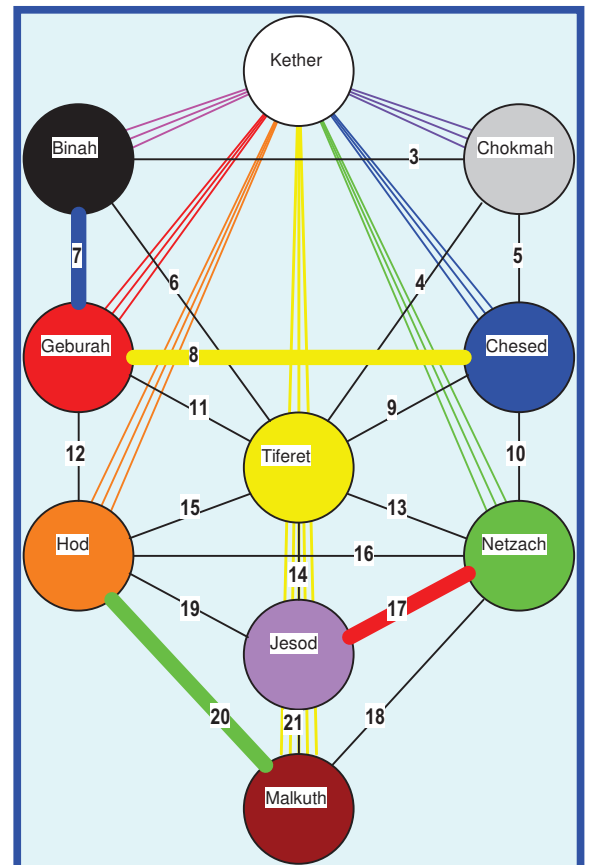 Kether
Binah
Chokmah
3
7
6
4
5
Geburah
8
Chesed
11
9
12
Tiferet
10
15
13
Hod
16
Netzach
14
19
17
Jesod
20
21
18
Malkuth